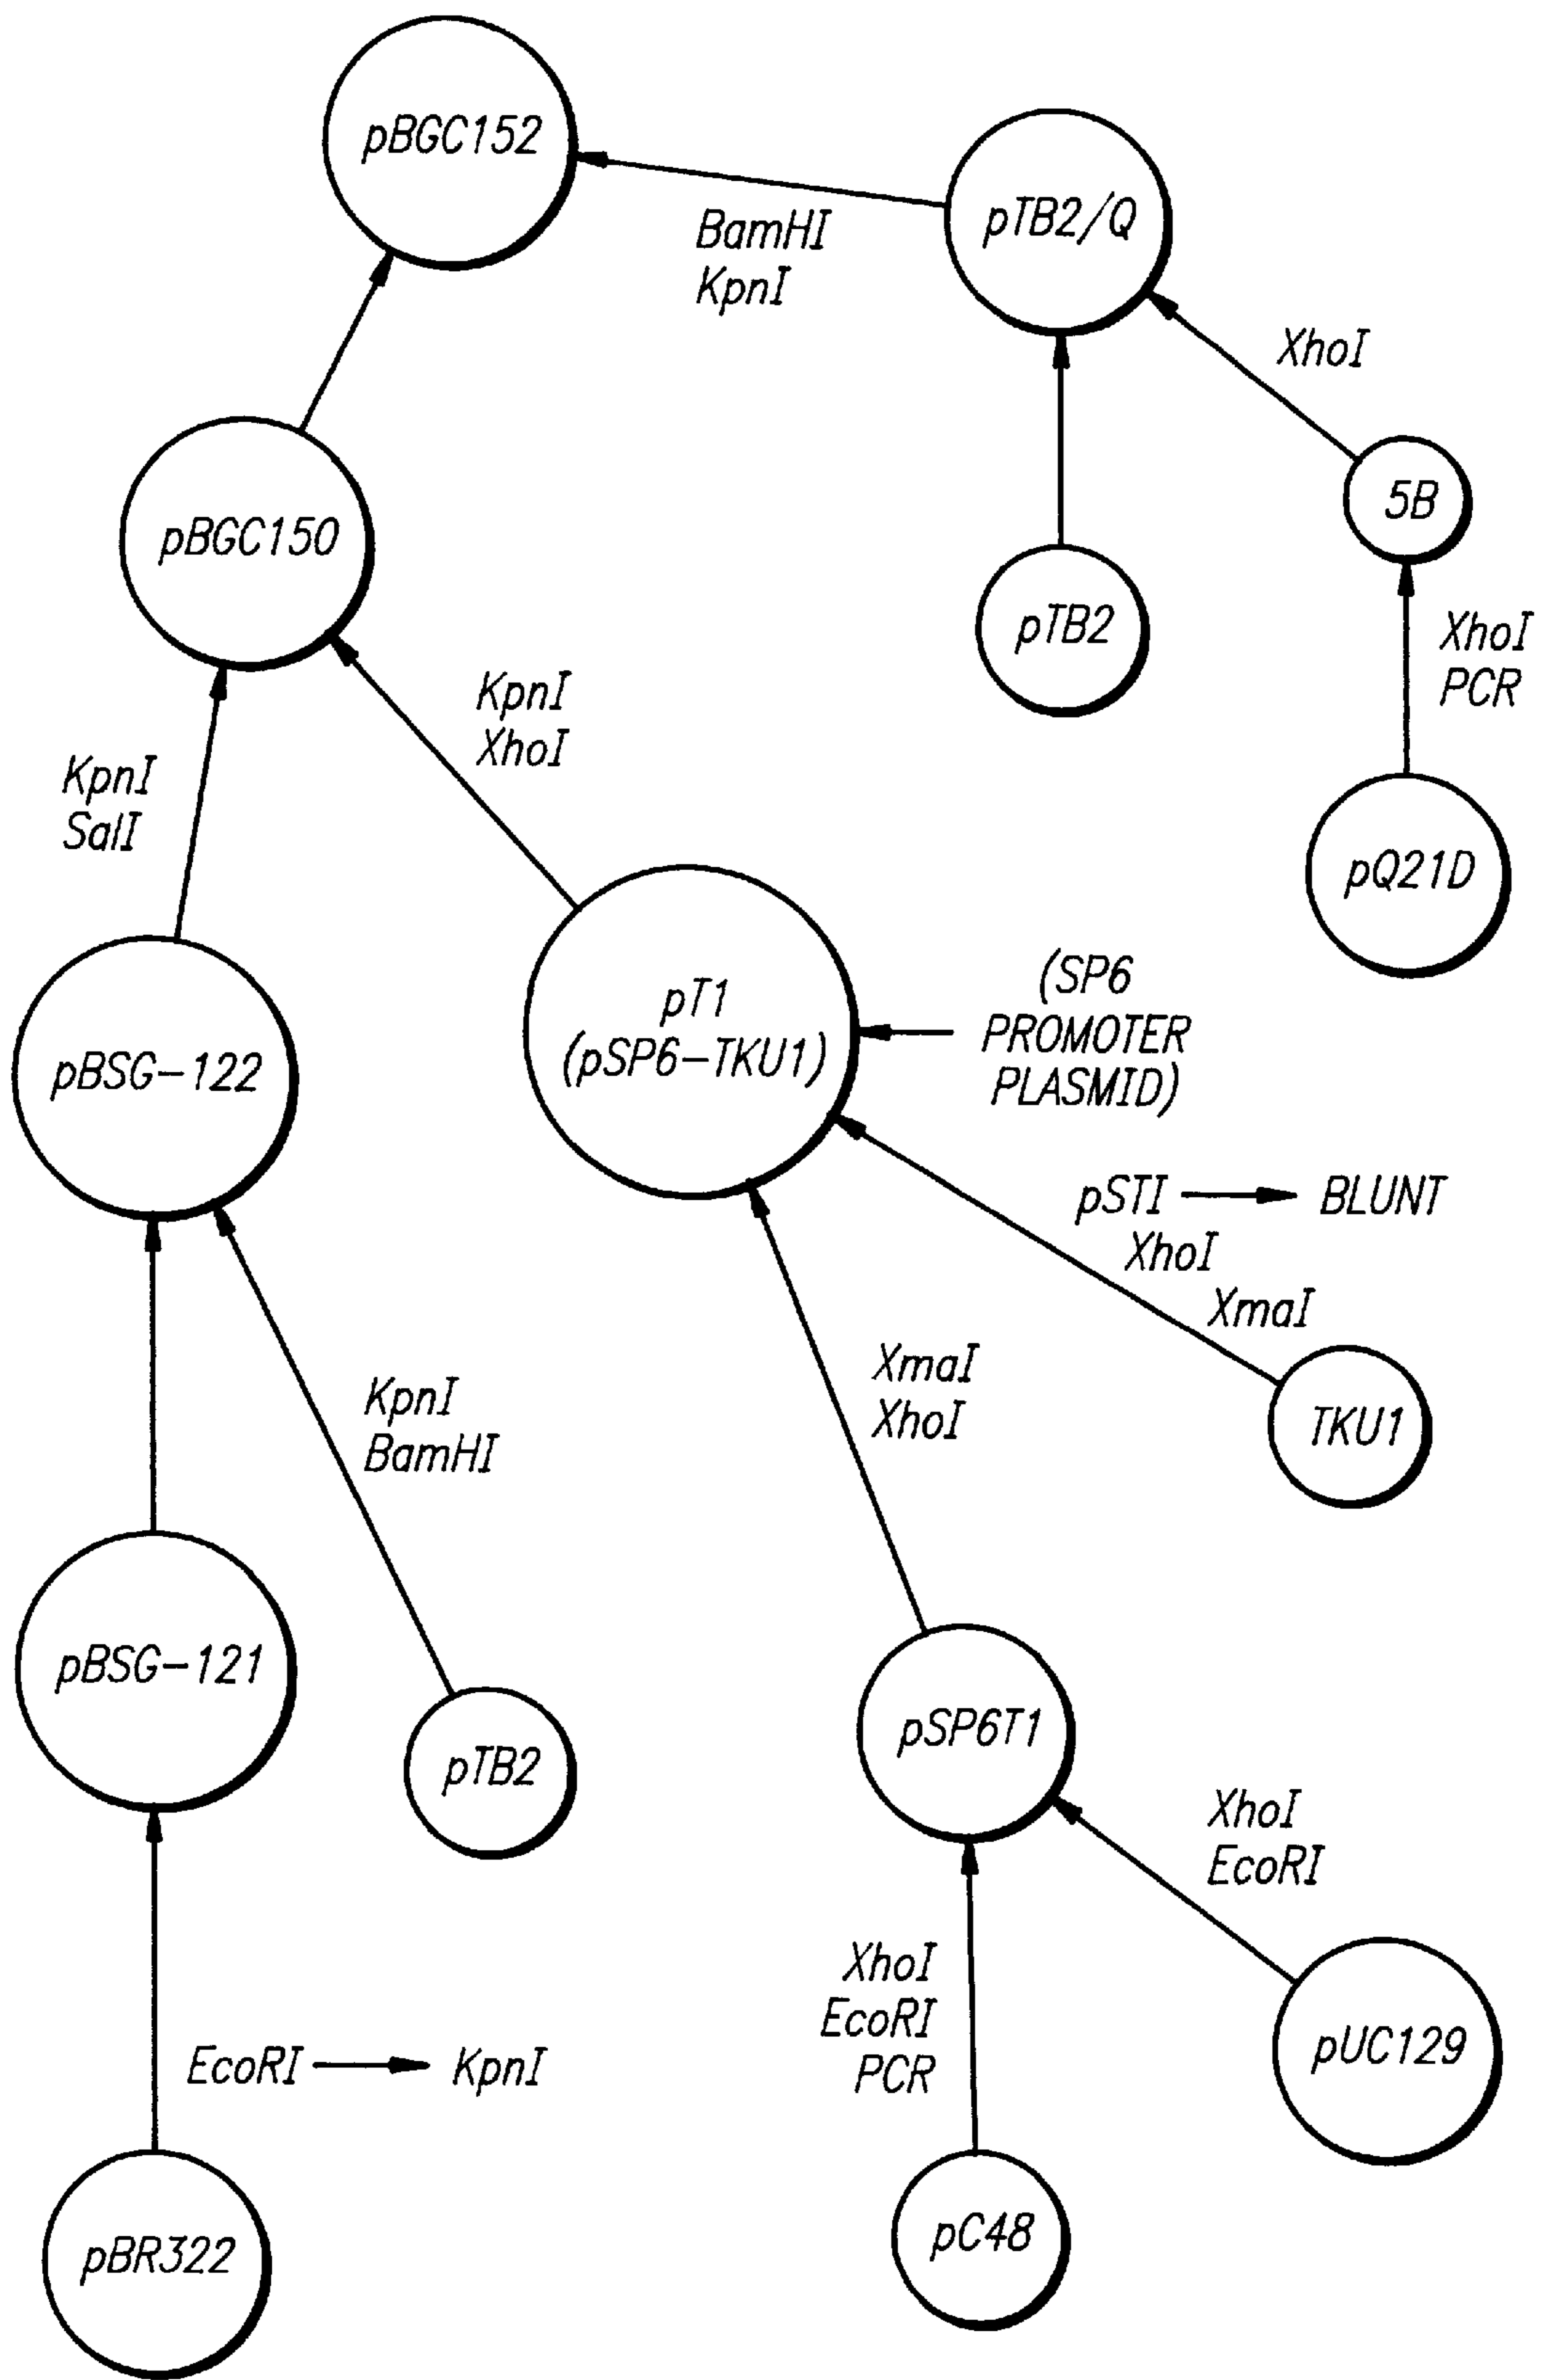 pBGC152
pTB2/Q
BamHI
KpnI
XhoI
5B
pBGC150
pTB2
XhoI
PCR
KpnI
XhoI
KpnI
SalI
pQ21D
pT1
(pSP6-TKU1)
(SP6
PROMOTER
PLASMID)
pBSG-122
pSTI → BLUNT
XhoI
XmaI
XmaI
XhoI
KpnI
BamHI
TKU1
pBSG-121
pTB2
pSP6T1
XhoI
EcoRI
XhoI
EcoRI
PCR
pUC129
EcoRI → KpnI
pC48
pBR322